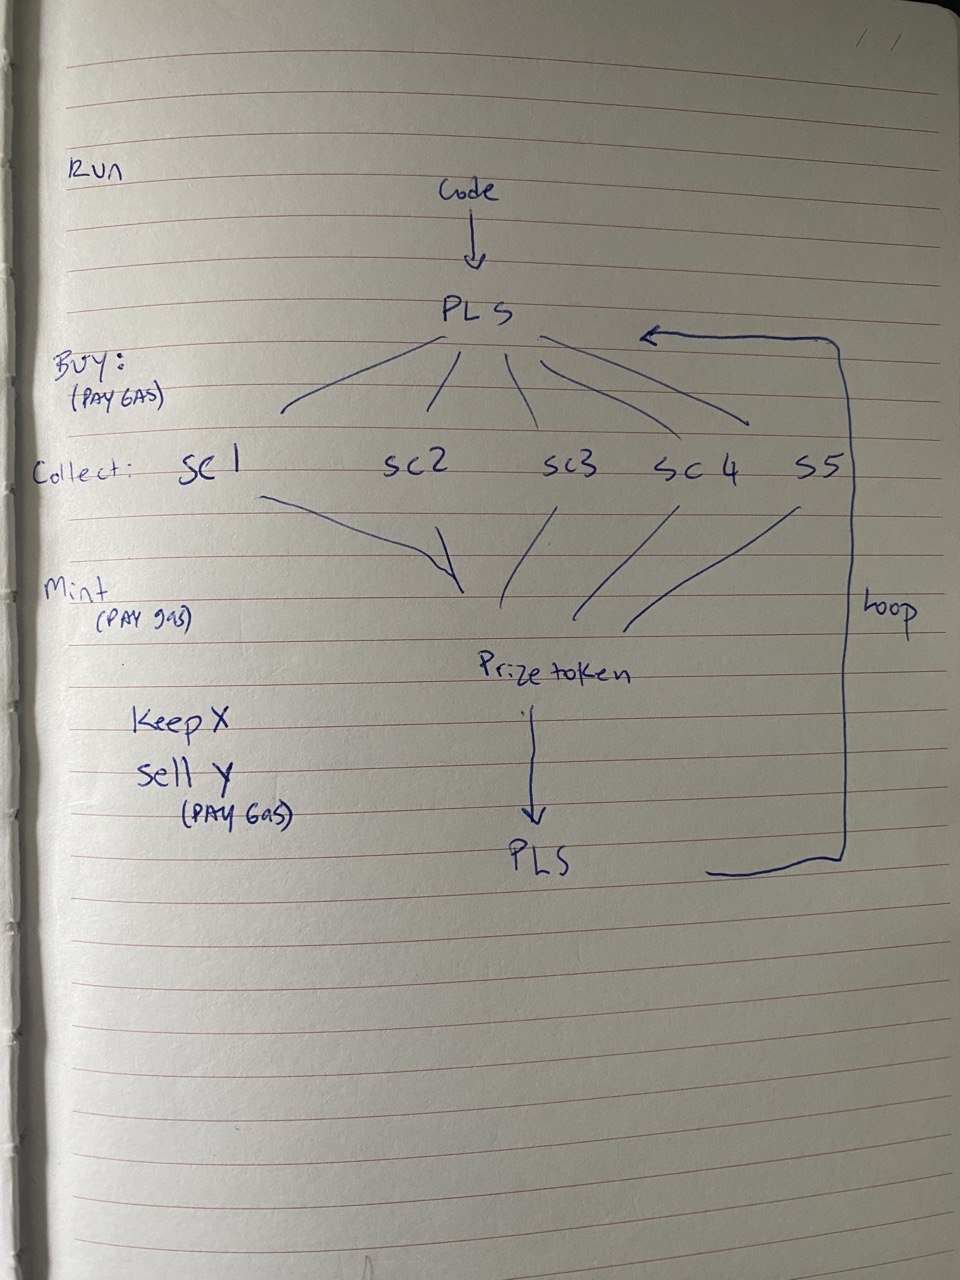 / /
Run
Code
PLS
Buy:
(PAY GAS)
Collect: SC1 SC2 SC3 SC4 S5
Mint
(PAY gas)
Loop
Prize token
Keep X
Sell Y
(PAY Gas)
PLS